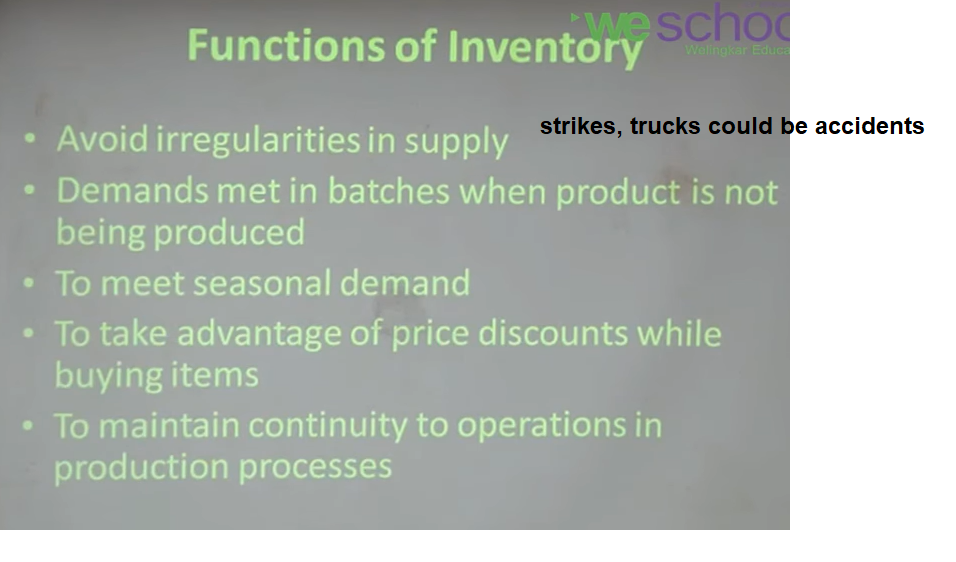 weschoo
Welingkar Educa
Functions of Inventory
• Avoid irregularities in supply
strikes, trucks could be accidents
• Demands met in batches when product is not
being produced
• To meet seasonal demand
• To take advantage of price discounts while
buying items
• To maintain continuity to operations in
production processes